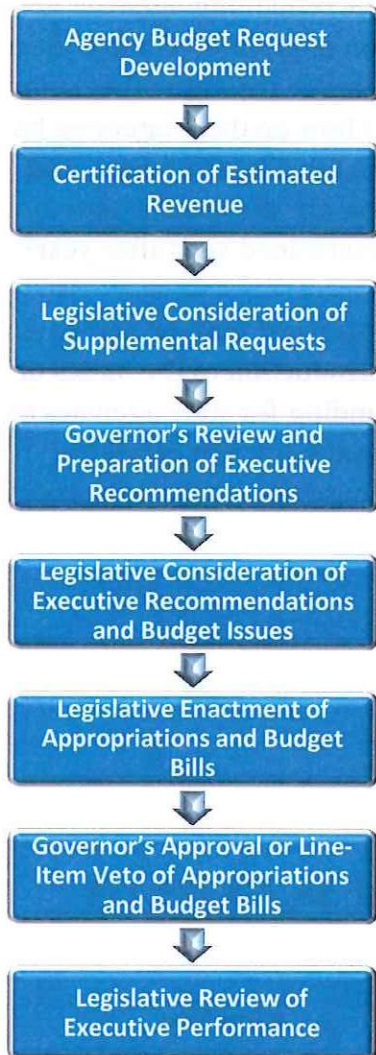 Agency Budget Request
Development
Certification of Estimated
Revenue
Legislative Consideration of
Supplemental Requests
Governor's Review and
Preparation of Executive
Recommendations
Legislative Consideration of
Executive Recommendations
and Budget Issues
Legislative Enactment of
Appropriations and Budget
Bills
Governor's Approval or Line-
Item Veto of Appropriations
and Budget Bills
Legislative Review of
Executive Performance